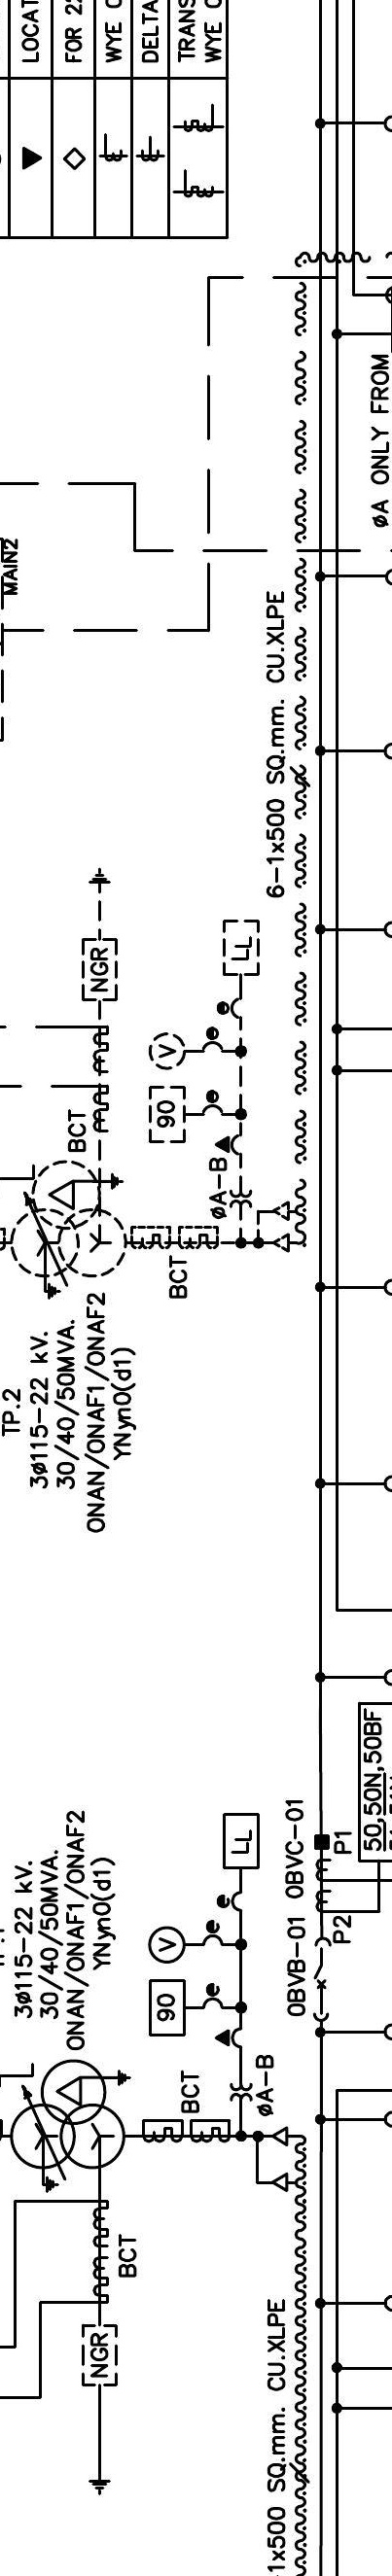 LOCAT
FOR 22
WYE C
DELTA
TRANS
WYE C
MAIN2
øA ONLY FROM
6-1x500 SQ.mm. CU.XLPE
NGR
LL
V
90
BCT
øA-B
BCT
TP.2
3ø115-22 kV.
30/40/50MVA.
ONAN/ONAF1/ONAF2
YNyn0(d1)
3ø115-22 kV.
30/40/50MVA.
ONAN/ONAF1/ONAF2
YNyn0(d1)
LL
V
90
0BVB-01 0BVC-01
P1
P2
50,50N,50BF
BCT
øA-B
BCT
NGR
1x500 SQ.mm. CU.XLPE